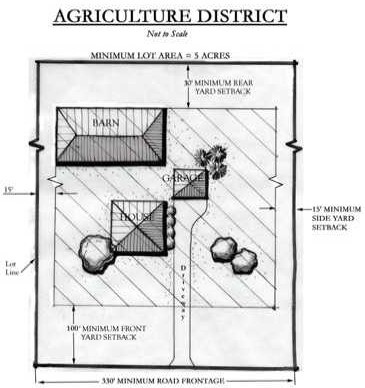 AGRICULTURE DISTRICT
Not to Scale
MINIMUM LOT AREA = 5 ACRES
30' MINIMUM REAR
YARD SETBACK
BARN
GARAGE
15'
HOUSE
15' MINIMUM
SIDE YARD
SETBACK
Lot
Line
Driveway
100' MINIMUM FRONT
YARD SETBACK
330' MINIMUM ROAD FRONTAGE